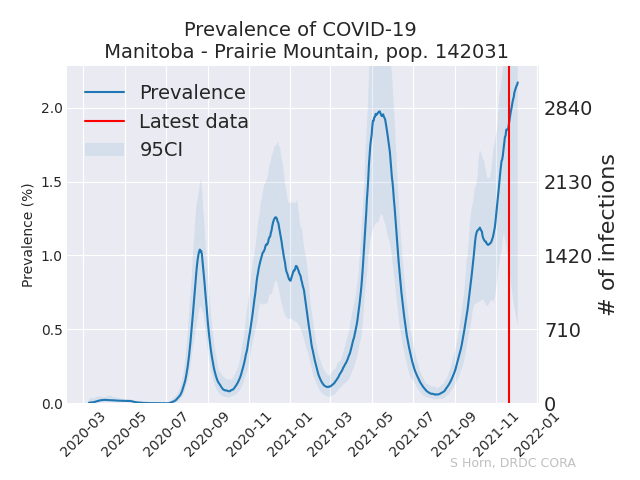 Prevalence of COVID-19
Manitoba - Prairie Mountain, pop. 142031
Prevalence
Latest data
95CI
Prevalence (%)
2.0
1.5
1.0
0.5
0.0
2840
2130
1420
710
0
# of infections
2020-03
2020-05
2020-07
2020-09
2020-11
2021-01
2021-03
2021-05
2021-07
2021-09
2021-11
2022-01
S Horn, DRDC CORA